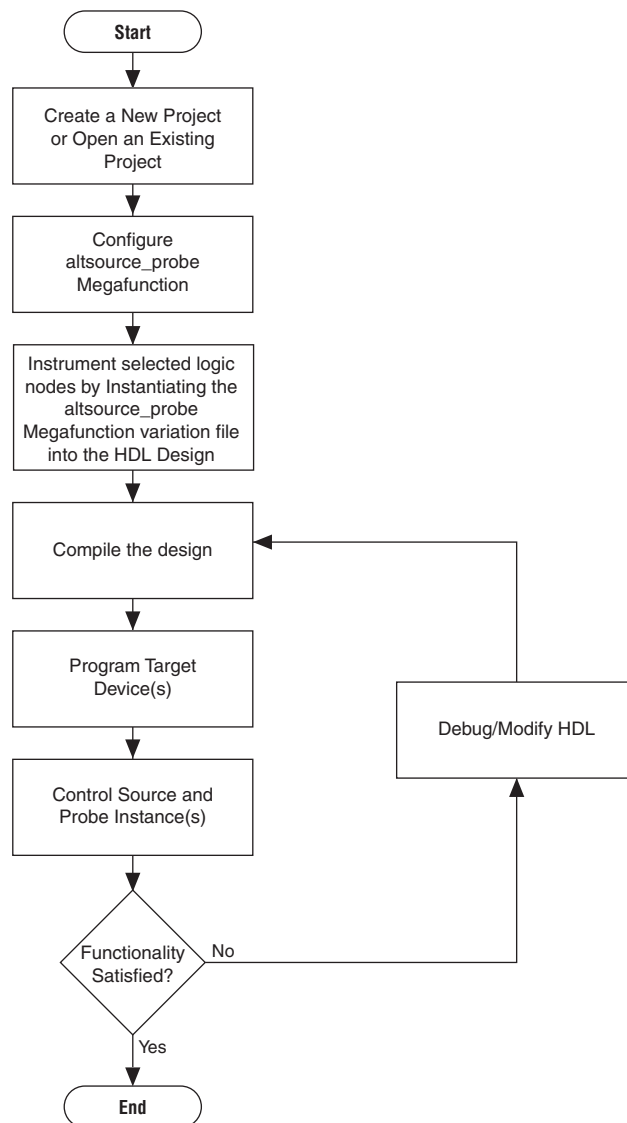 Start
Create a New Project
or Open an Existing
Project
Configure
altsource_probe
Megafunction
Instrument selected logic
nodes by Instantiating the
altsource_probe
Megafunction variation file
into the HDL Design
Compile the design
Program Target
Device(s)
Debug/Modify HDL
Control Source and
Probe Instance(s)
Functionality
Satisfied?
No
Yes
End